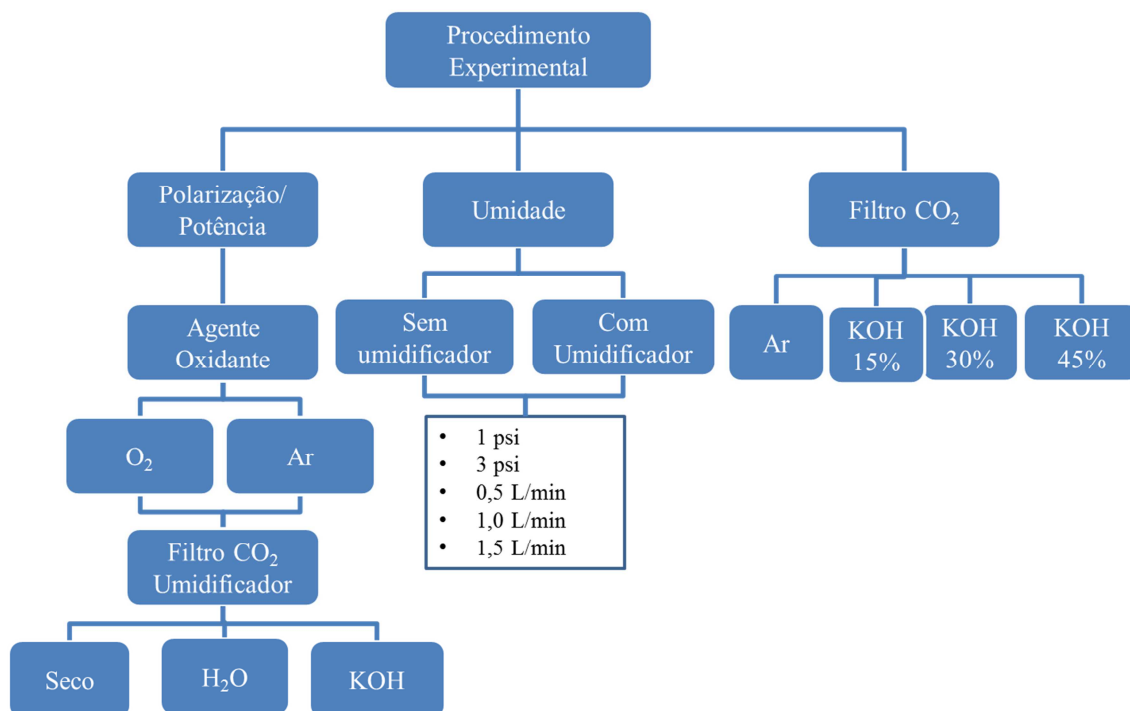 Procedimento
Experimental
Polarização/
Potência
Umidade
Filtro CO₂
Agente
Oxidante
Sem
umidificador
Com
Umidificador
Ar
KOH
15%
KOH
30%
KOH
45%
O₂
Ar
• 1 psi
• 3 psi
• 0,5 L/min
• 1,0 L/min
• 1,5 L/min
Filtro CO₂
Umidificador
Seco
H₂O
KOH